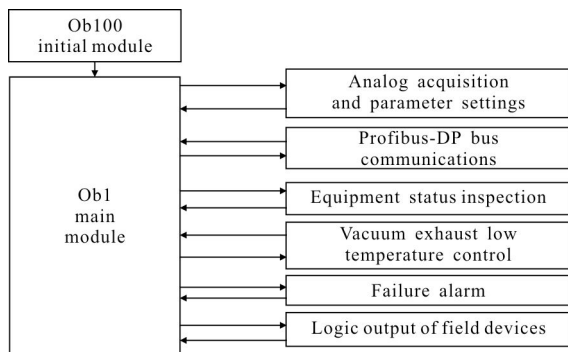 Ob100
initial module
Ob1
main
module
Analog acquisition
and parameter settings
Profibus-DP bus
communications
Equipment status inspection
Vacuum exhaust low
temperature control
Failure alarm
Logic output of field devices